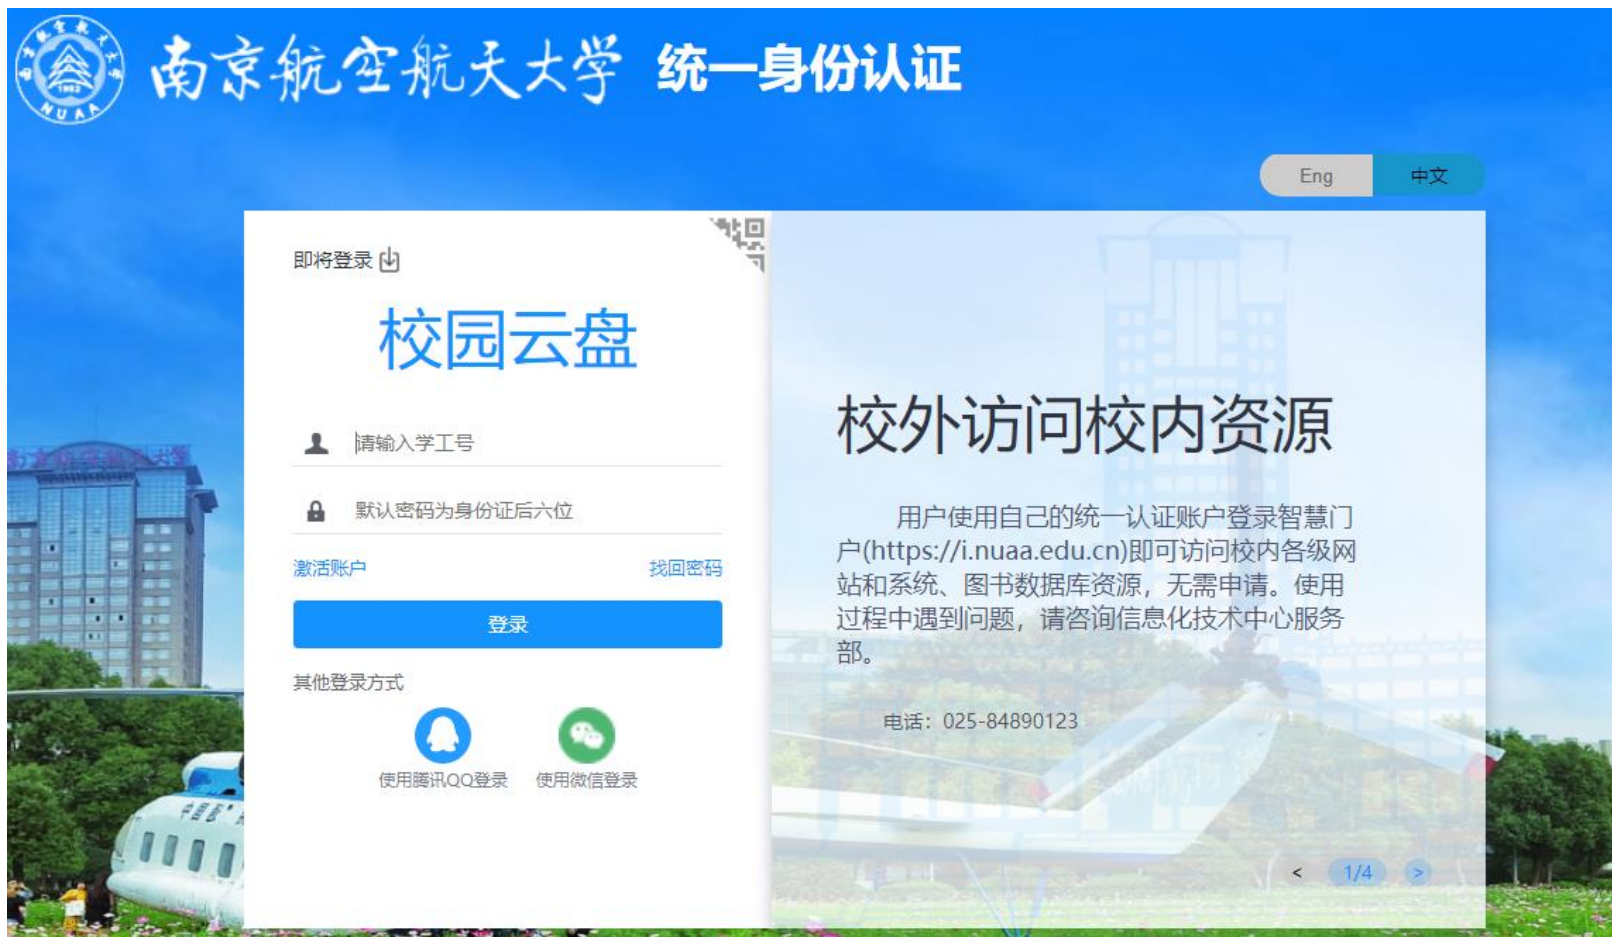 南京航空航天大学 统一身份认证
1952
NUAA
Eng 中文
即将登录
校园云盘
请输入学工号
默认密码为身份证后六位
激活账户 找回密码
登录
其他登录方式
使用腾讯QQ登录 使用微信登录
校外访问校内资源
用户使用自己的统一认证账户登录智慧门
户(https://i.nuaa.edu.cn)即可访问校内各级网
站和系统、图书数据库资源，无需申请。使用
过程中遇到问题，请咨询信息化技术中心服务
部。
电话：025-84890123
< 1/4 >